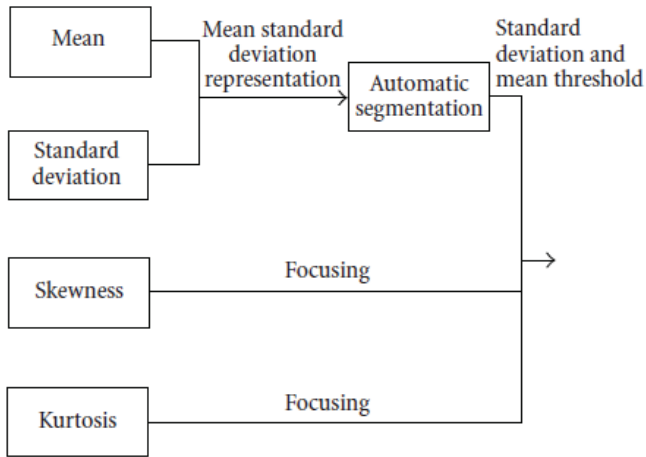 Mean
Mean standard
deviation
representation
Standard
deviation and
mean threshold
Automatic
segmentation
Standard
deviation
Skewness
Focusing
Kurtosis
Focusing